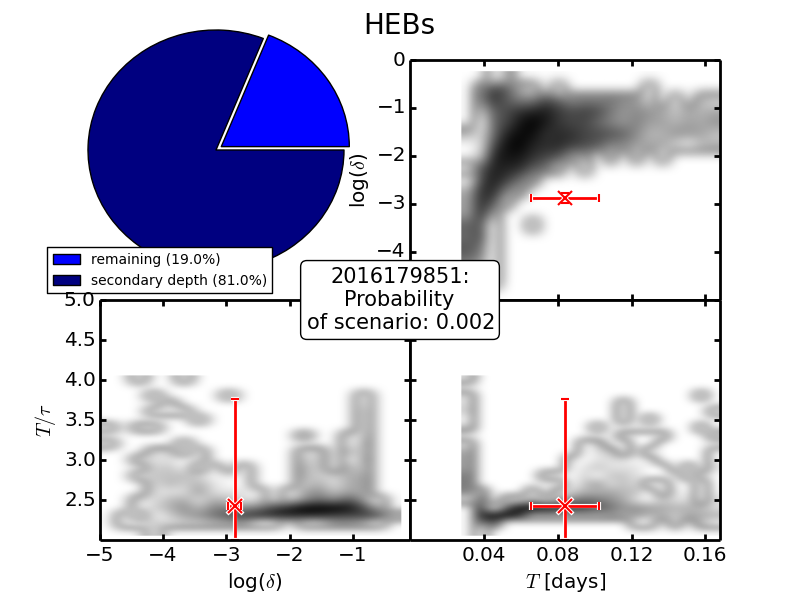 HEBs
remaining (19.0%)
secondary depth (81.0%)
0
−1
−2
−3
−4
log(δ)
2016179851:
Probability
of scenario: 0.002
5.0
4.5
4.0
3.5
3.0
2.5
T/τ
−5 −4 −3 −2 −1
log(δ)
0.04 0.08 0.12 0.16
T [days]